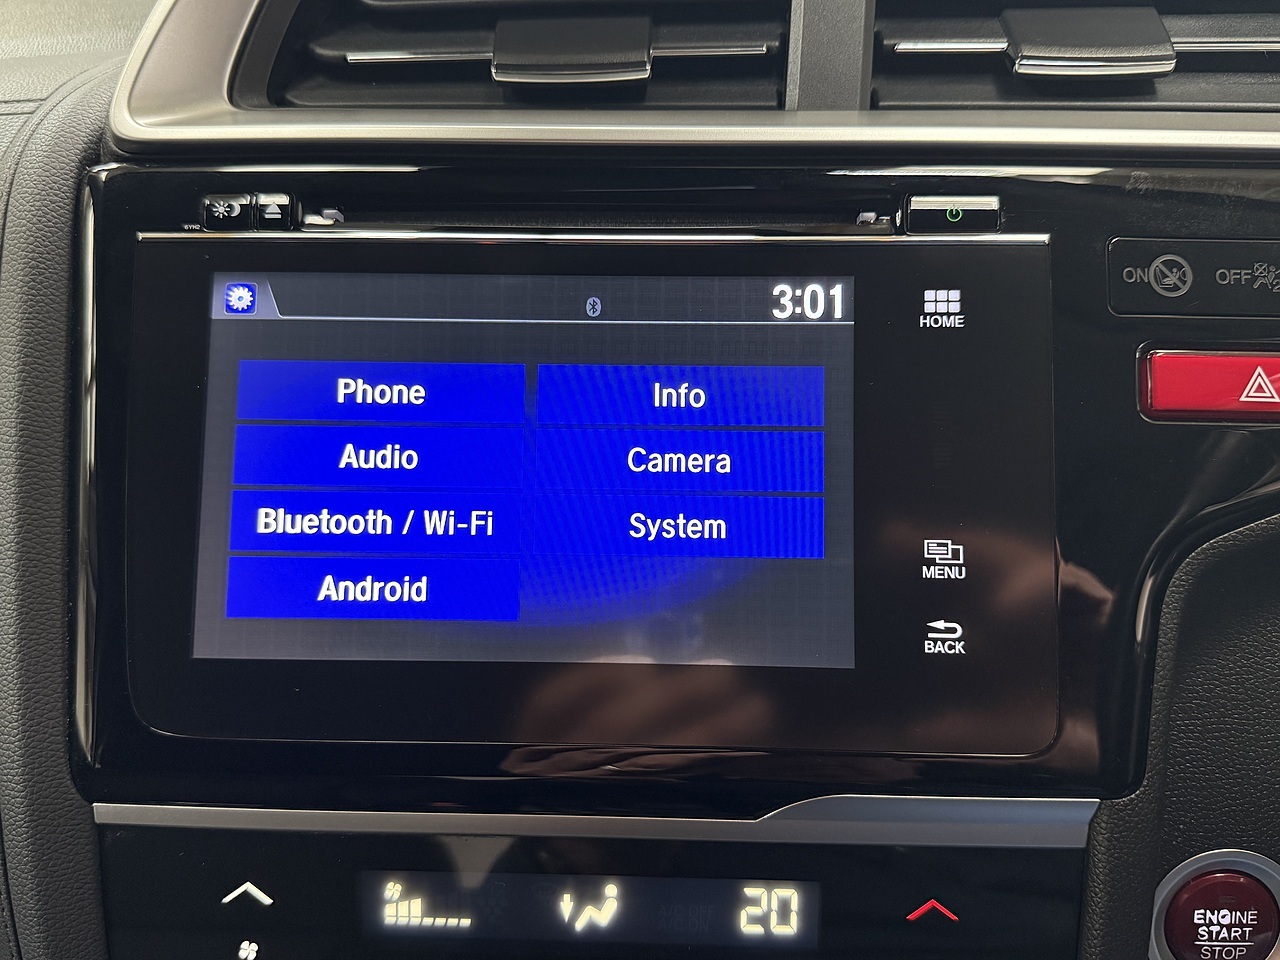 6YN2
3:01
HOME
ON
OFF
Phone
Info
Audio
Camera
Bluetooth / Wi-Fi
System
Android
MENU
BACK
20
ENGINE
START
STOP